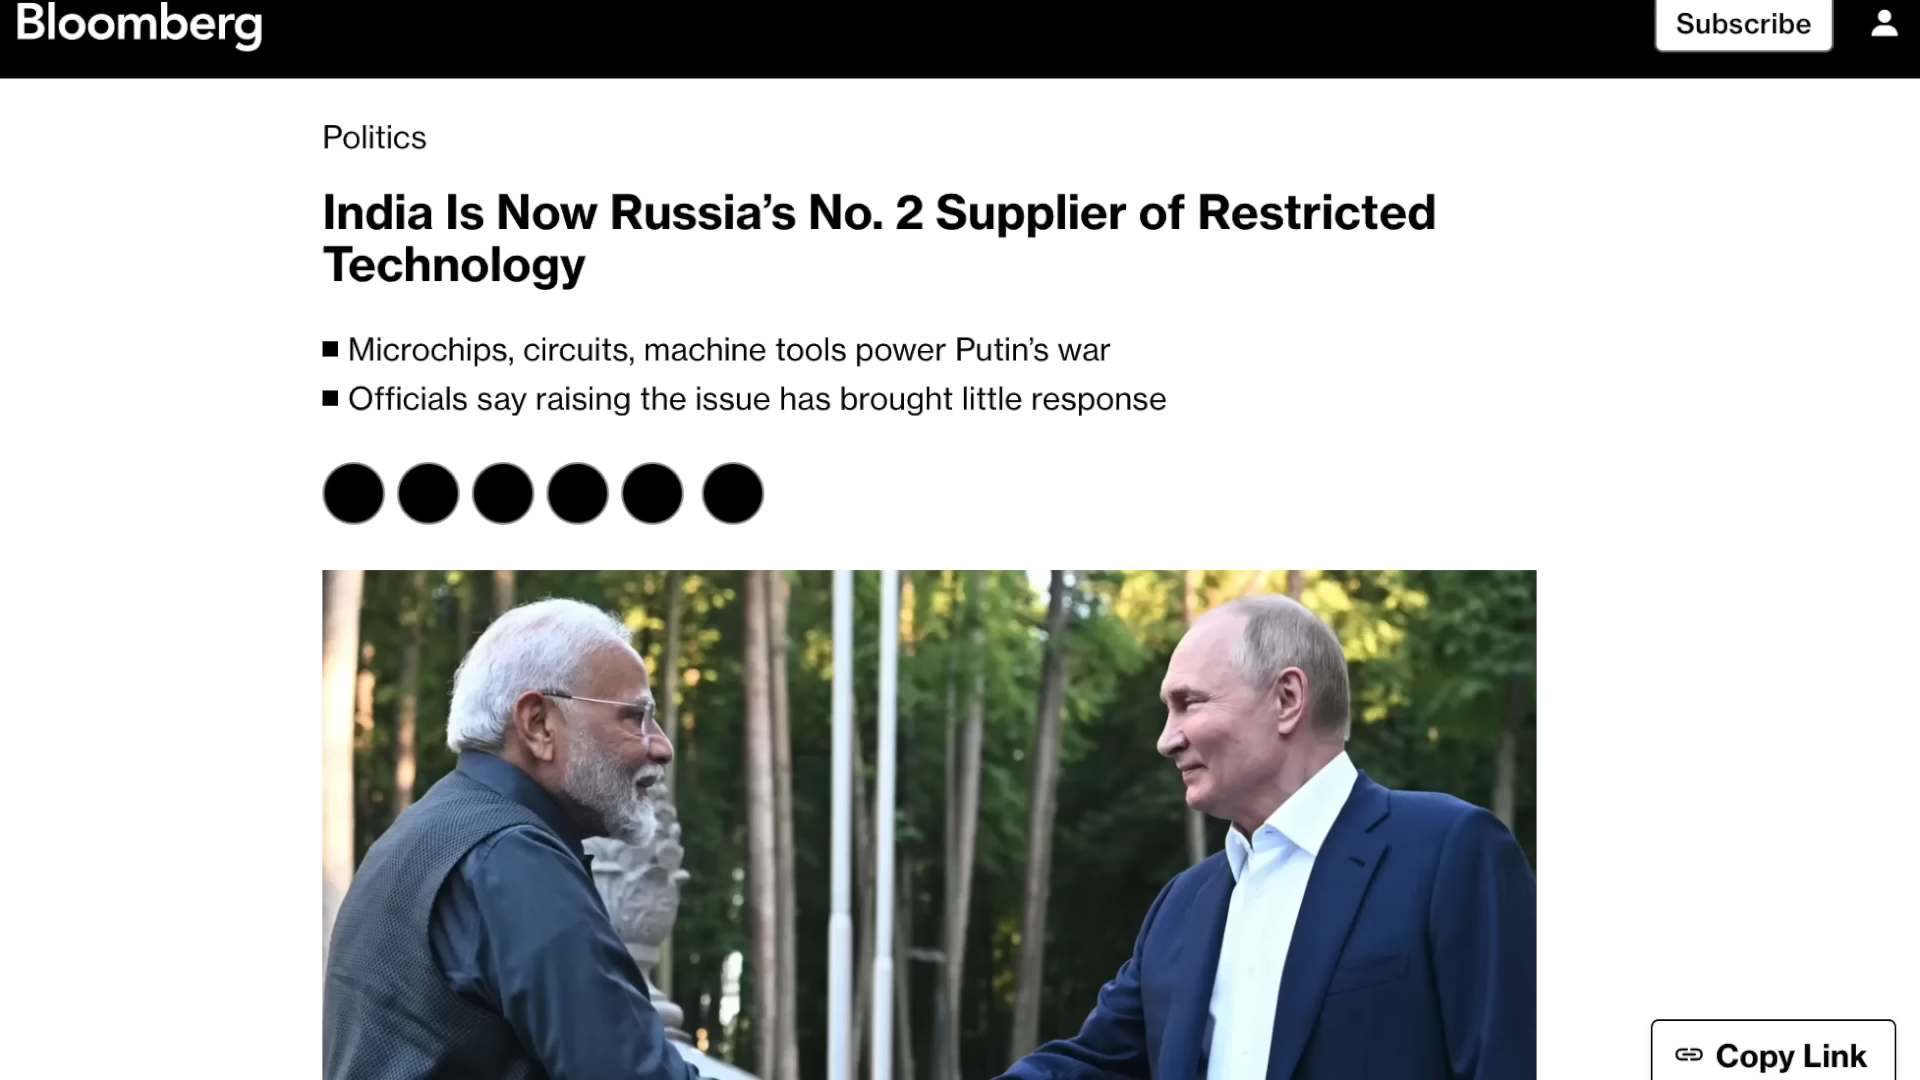 Bloomberg
Subscribe
Politics
India Is Now Russia’s No. 2 Supplier of Restricted
Technology
Microchips, circuits, machine tools power Putin’s war
Officials say raising the issue has brought little response
Copy Link